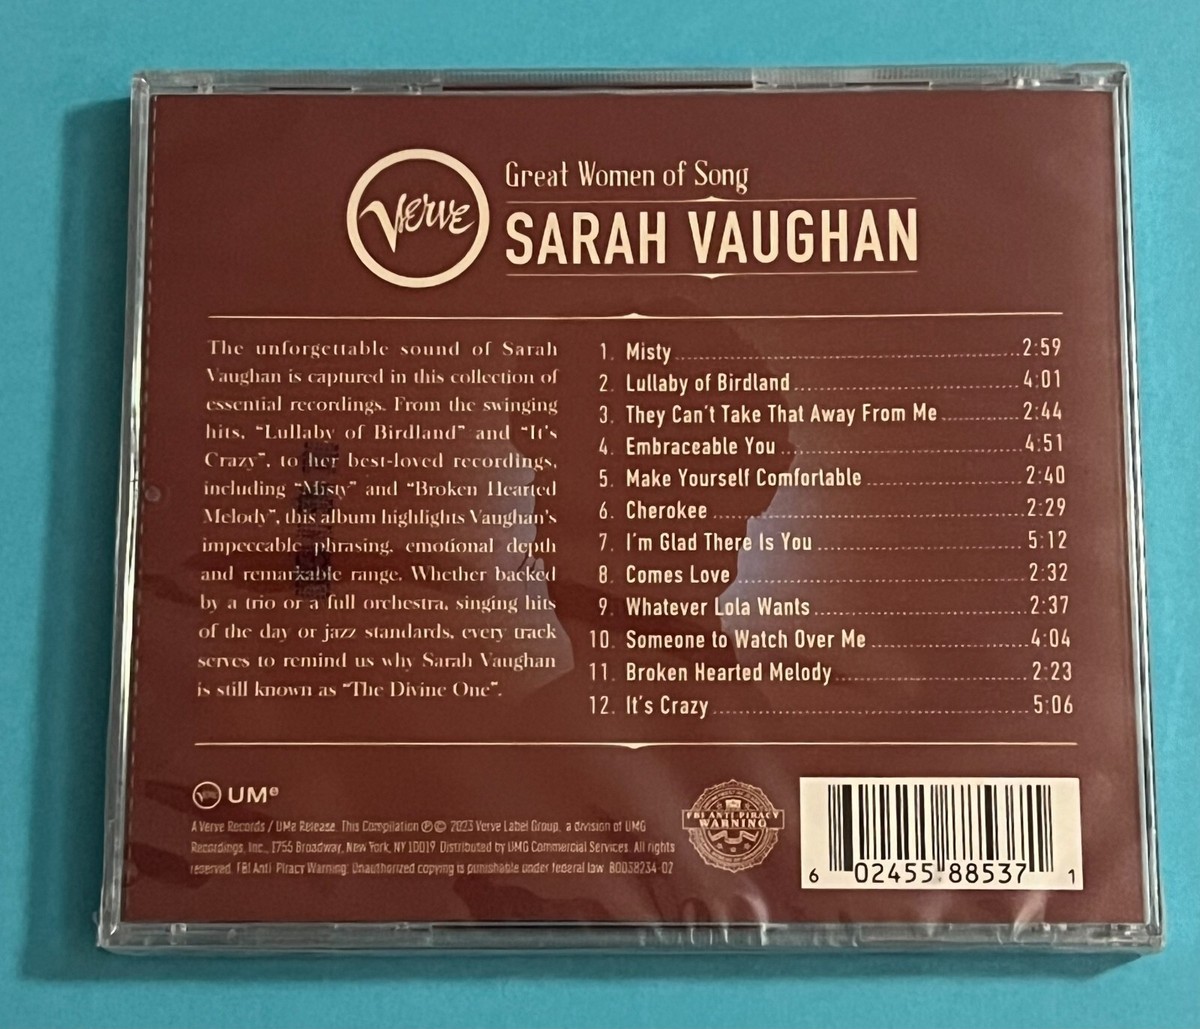 Verve
Great Women of Song
SARAH VAUGHAN
The unforgettable sound of Sarah
Vaughan is captured in this collection of
essential recordings. From the swinging
hits, “Lullaby of Birdland” and “It’s
Crazy”, to her best-loved recordings,
including “Misty” and “Broken Hearted
Melody”, this album highlights Vaughan’s
impeccable phrasing, emotional depth
and remarkable range. Whether backed
by a trio or a full orchestra, singing hits
of the day or jazz standards, every track
serves to remind us why Sarah Vaughan
is still known as “The Divine One”.
1. Misty 2:59
2. Lullaby of Birdland 4:01
3. They Can’t Take That Away From Me 2:44
4. Embraceable You 4:51
5. Make Yourself Comfortable 2:40
6. Cherokee 2:29
7. I’m Glad There Is You 5:12
8. Comes Love 2:32
9. Whatever Lola Wants 2:37
10. Someone to Watch Over Me 4:04
11. Broken Hearted Melody 2:23
12. It’s Crazy 5:06
Verve UMe
A Verve Records / UMe Release. This Compilation ℗© 2023 Verve Label Group, a division of UMG
Recordings, Inc., 1755 Broadway, New York, NY 10019 Distributed by UMG Commercial Services. All rights
reserved. FBI Anti-Piracy Warning: Unauthorized copying is punishable under federal law. B0038234-02
FBI ANTI-PIRACY
WARNING
6 02455 88537 1